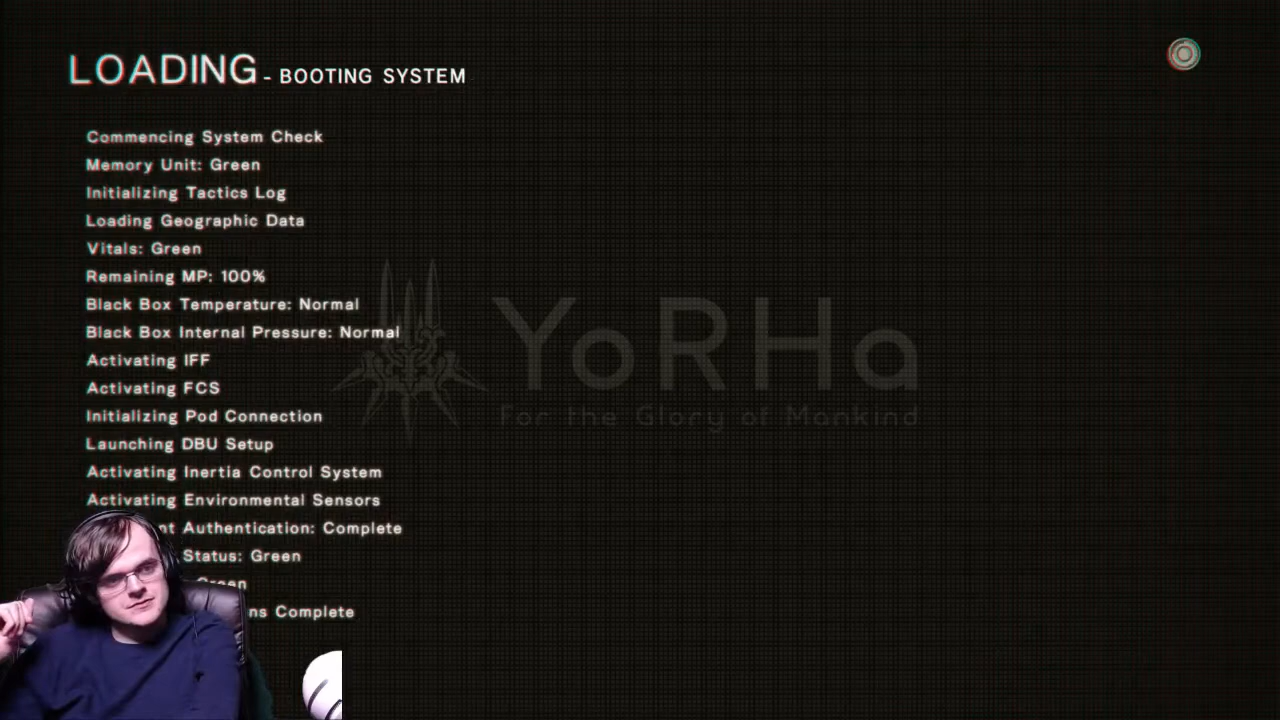 LOADING - BOOTING SYSTEM
Commencing System Check
Memory Unit: Green
Initializing Tactics Log
Loading Geographic Data
Vitals: Green
Remaining MP: 100%
Black Box Temperature: Normal
Black Box Internal Pressure: Normal
Activating IFF
Activating FCS
Initializing Pod Connection
Launching DBU Setup
Activating Inertia Control System
Activating Environmental Sensors
Authentication: Complete
Status: Green
Green
Complete
YoRHa
For the Glory of Mankind